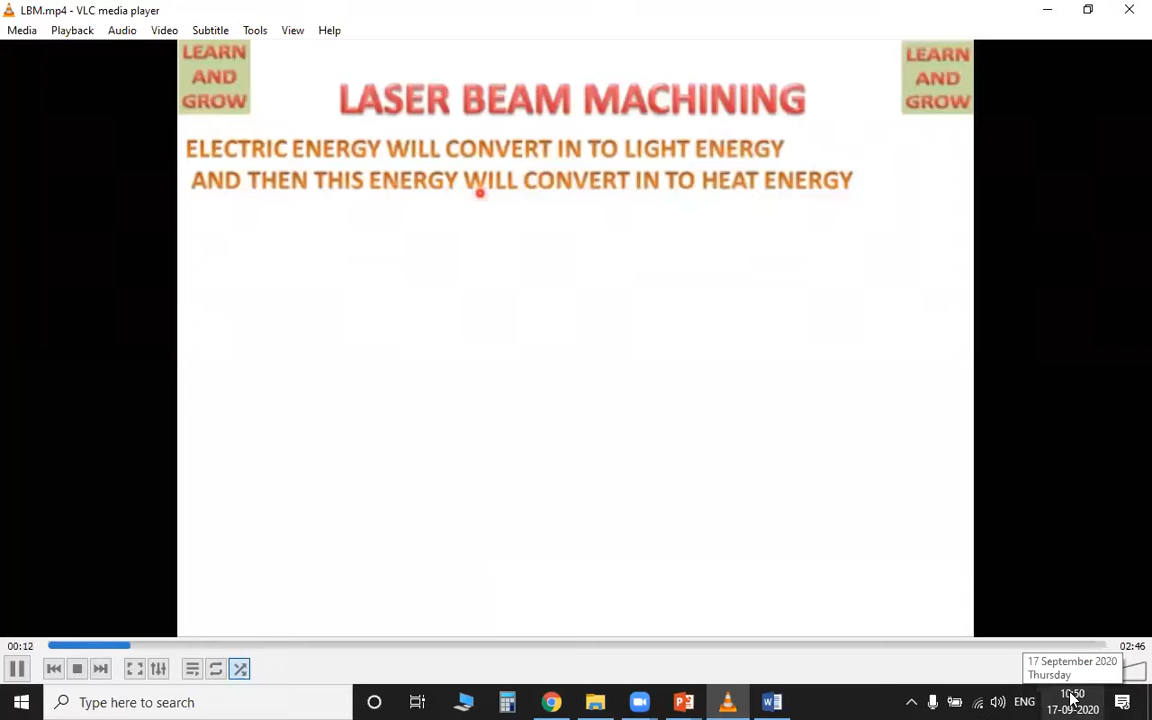 LBM.mp4 - VLC media player
Media Playback Audio Video Subtitle Tools View Help
LEARN
AND
GROW
LEARN
AND
GROW
LASER BEAM MACHINING
ELECTRIC ENERGY WILL CONVERT IN TO LIGHT ENERGY
AND THEN THIS ENERGY WILL CONVERT IN TO HEAT ENERGY
00:12
02:46
17 September 2020
Thursday
Type here to search
ENG
10:50
17-09-2020